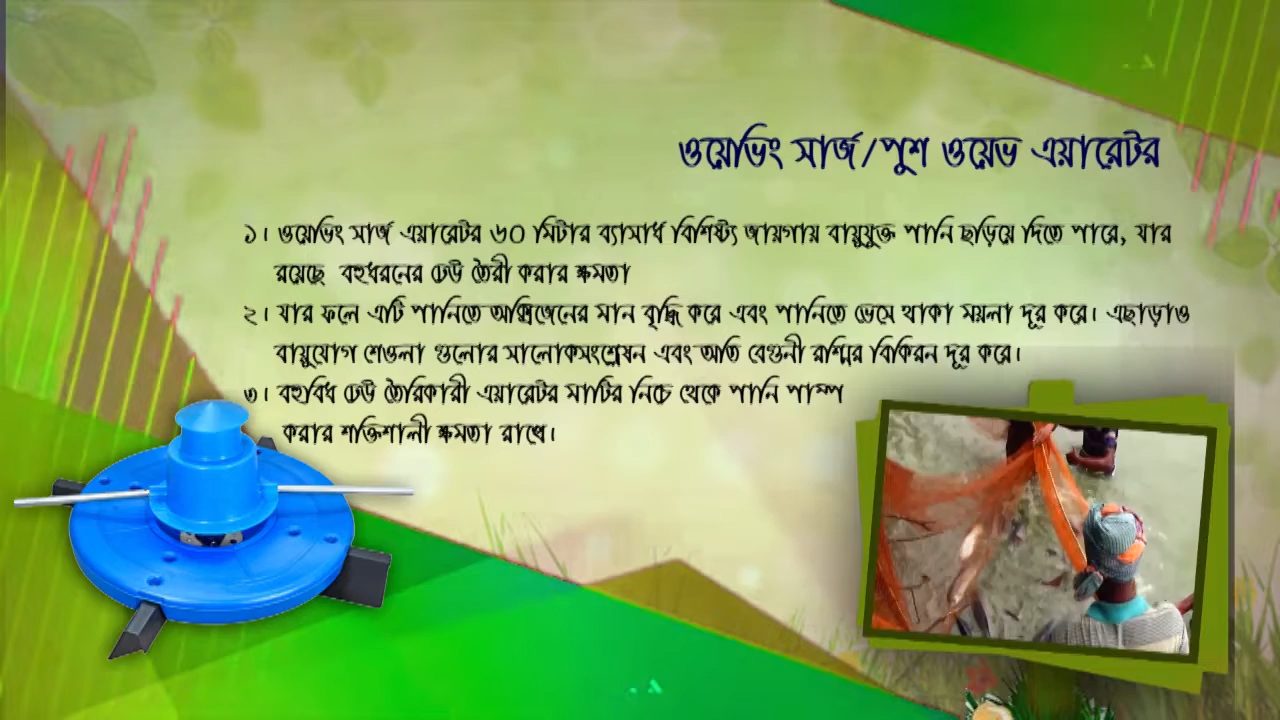 ওয়েভিং সার্জ/পুশ ওয়েভ এয়ারেটর
১। ওয়েভিং সার্জ এয়ারেটর ৬০ মিটার ব্যাসার্ধ বিশিষ্ট্য জায়গায় বায়ুযুক্ত পানি ছড়িয়ে দিতে পারে, যার
রয়েছে বহুধরনের ঢেউ তৈরী করার ক্ষমতা
২। যার ফলে এটি পানিতে অক্সিজেনের মান বৃদ্ধি করে এবং পানিতে ভেসে থাকা ময়লা দূর করে। এছাড়াও
বায়ুযোগ শেওলা গুলোর সালোকসংশ্লেষন এবং অতি বেগুনী রশ্মির বিকিরন দূর করে।
৩। বহুবিধ ঢেউ তৈরিকারী এয়ারেটর মাটির নিচে থেকে পানি পাম্প
করার শক্তিশালী ক্ষমতা রাখে।